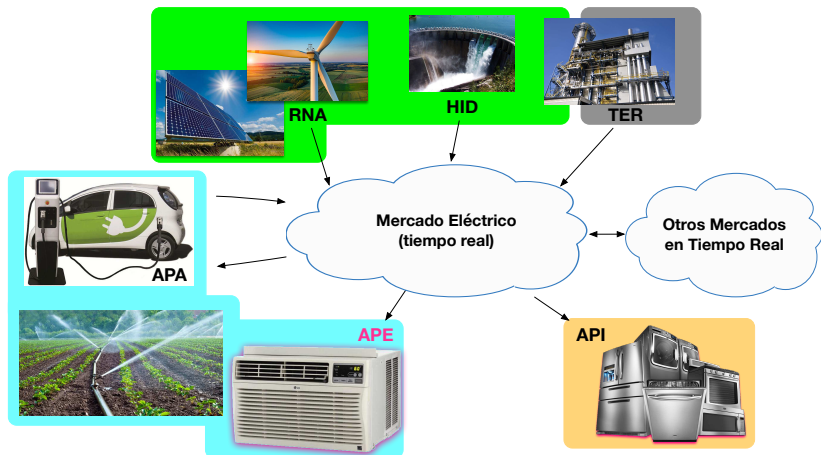 RNA
HID
TER
Mercado Eléctrico
(tiempo real)
Otros Mercados
en Tiempo Real
APA
APE
API